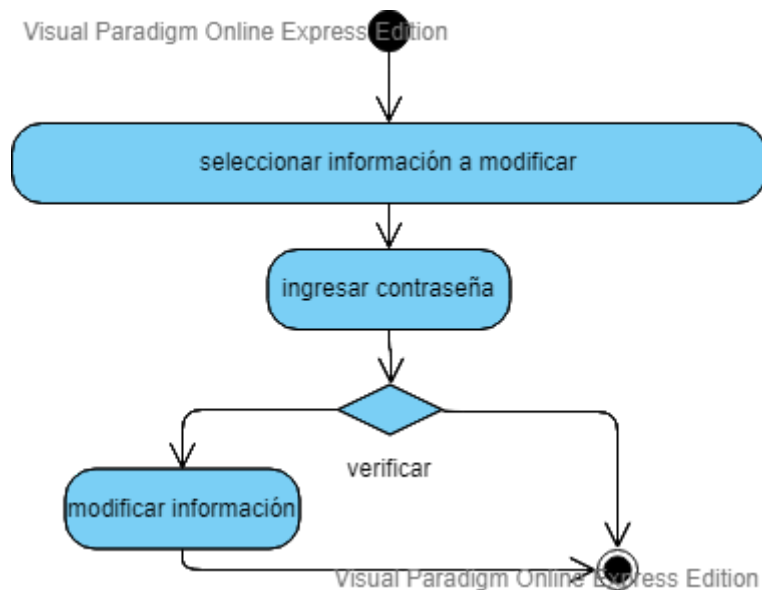 Visual Paradigm Online Express Edition
seleccionar información a modificar
ingresar contraseña
verificar
modificar información
Visual Paradigm Online Express Edition